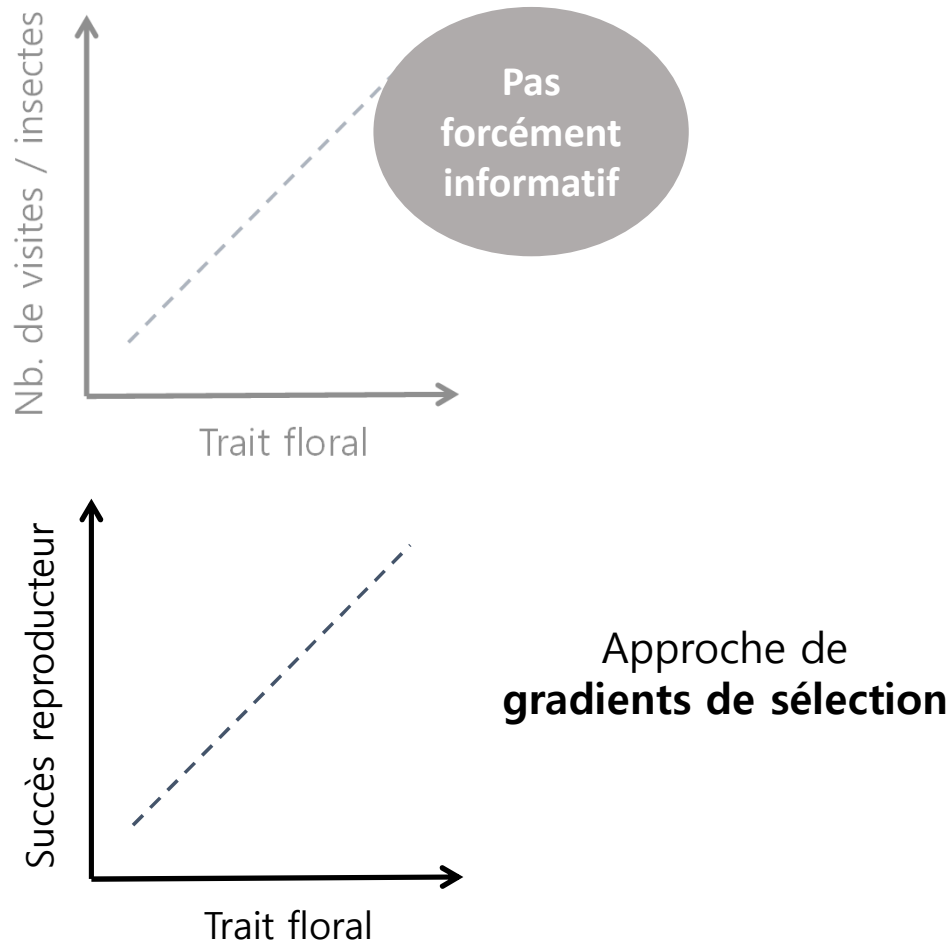 Nb. de visites / insectes
Pas
forcément
informatif
Trait floral
Succès reproducteur
Approche de
gradients de sélection
Trait floral